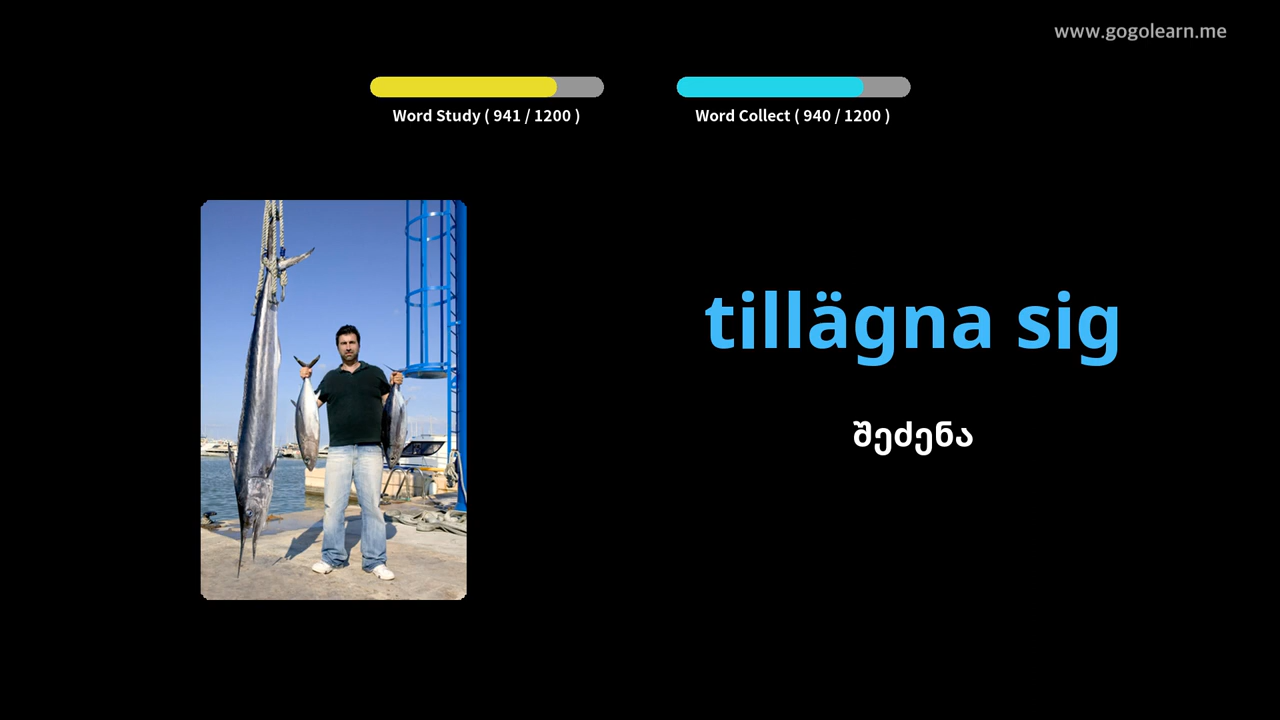 www.gogolearn.me
Word Study ( 941 / 1200 )
Word Collect ( 940 / 1200 )
tillägna sig
შეძენა